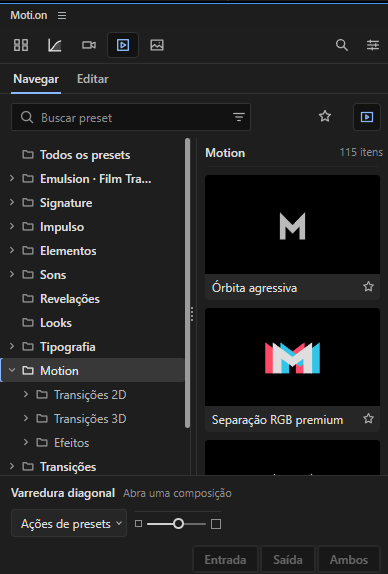 Moti.on
Navegar
Editar
Buscar preset
Todos os presets
Emulsion · Film Tra...
Signature
Impulso
Elementos
Sons
Revelações
Looks
Tipografia
Motion
Transições 2D
Transições 3D
Efeitos
Transições
Motion 115 itens
M
Órbita agressiva
M
Separação RGB premium
Varredura diagonal Abra uma composição
Ações de presets
Entrada
Saída
Ambos